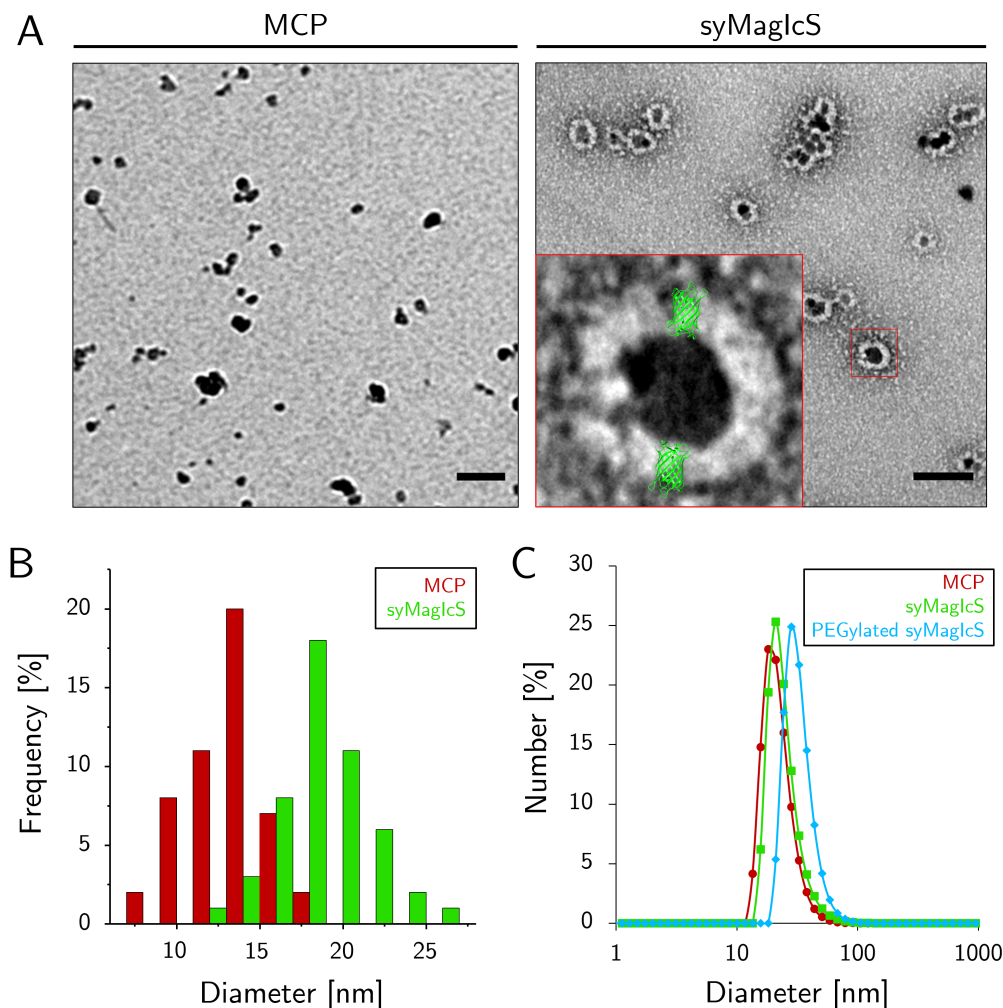 A
MCP
syMagIcS
B
MCP
syMagIcS
20
15
10
5
0
Frequency [%]
10
15
20
25
Diameter [nm]
C
MCP
syMagIcS
PEGylated syMagIcS
30
25
20
15
10
5
0
Number [%]
1
10
100
1000
Diameter [nm]